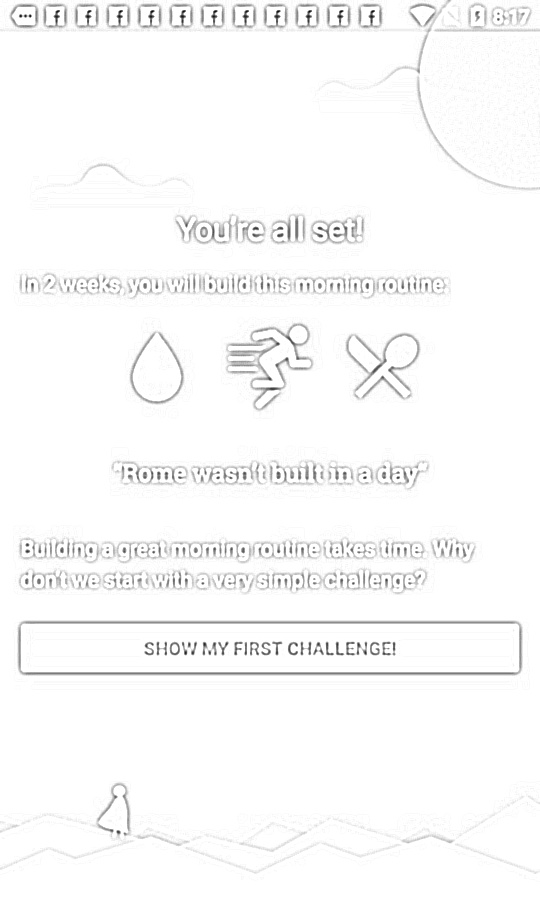 8:17
You're all set!
In 2 weeks, you will build this morning routine:
"Rome wasn't built in a day"
Building a great morning routine takes time. Why
don't we start with a very simple challenge?
SHOW MY FIRST CHALLENGE!